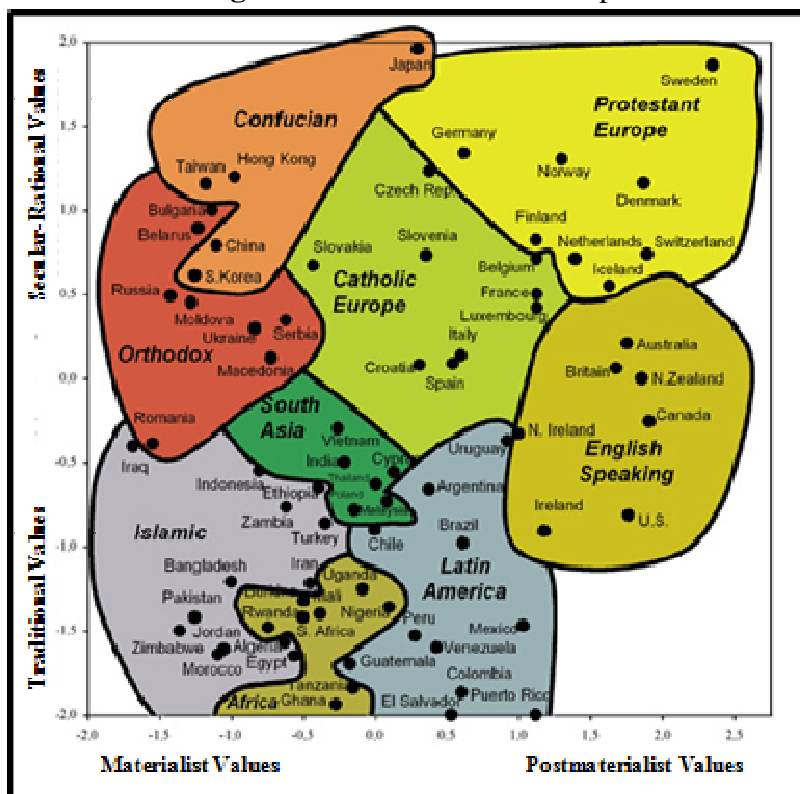 2.0
Japan
Sweden
Protestant
Europe
Confucian
1.5
Germany
Hong Kong
Taiwan
Norway
Czech Rep.
Denmark
1.0
Bulgaria
Finland
Belarus
China
Slovakia
Slovenia
Netherlands
Switzerland
Belgium
S.Korea
Iceland
Catholic
Europe
Secular-Rational Values
0.5
Russia
France
Moldova
Luxembourg
Ukraine
Serbia
Italy
Australia
Orthodox
Macedonia
Croatia
Spain
Britain
N.Zealand
0.0
South
Asia
Canada
Romania
Vietnam
Uruguay
N. Ireland
English
Speaking
-0.5
Iraq
India
Indonesia
Thailand
Ethiopia
Poland
Argentina
Malaysia
Zambia
Ireland
U.S.
Islamic
Turkey
Brazil
Chile
-1.0
Bangladesh
Iran
Latin
America
Uganda
Mali
Pakistan
Rwanda
Nigeria
Peru
Mexico
-1.5
Jordan
S. Africa
Zimbabwe
Algeria
Venezuela
Morocco
Egypt
Guatemala
Colombia
Tanzania
Puerto Rico
Africa
Ghana
El Salvador
Traditional Values
-2.0
-2.0
-1.5
-1.0
-0.5
0.0
0.5
1.0
1.5
2.0
2.5
Materialist Values
Postmaterialist Values